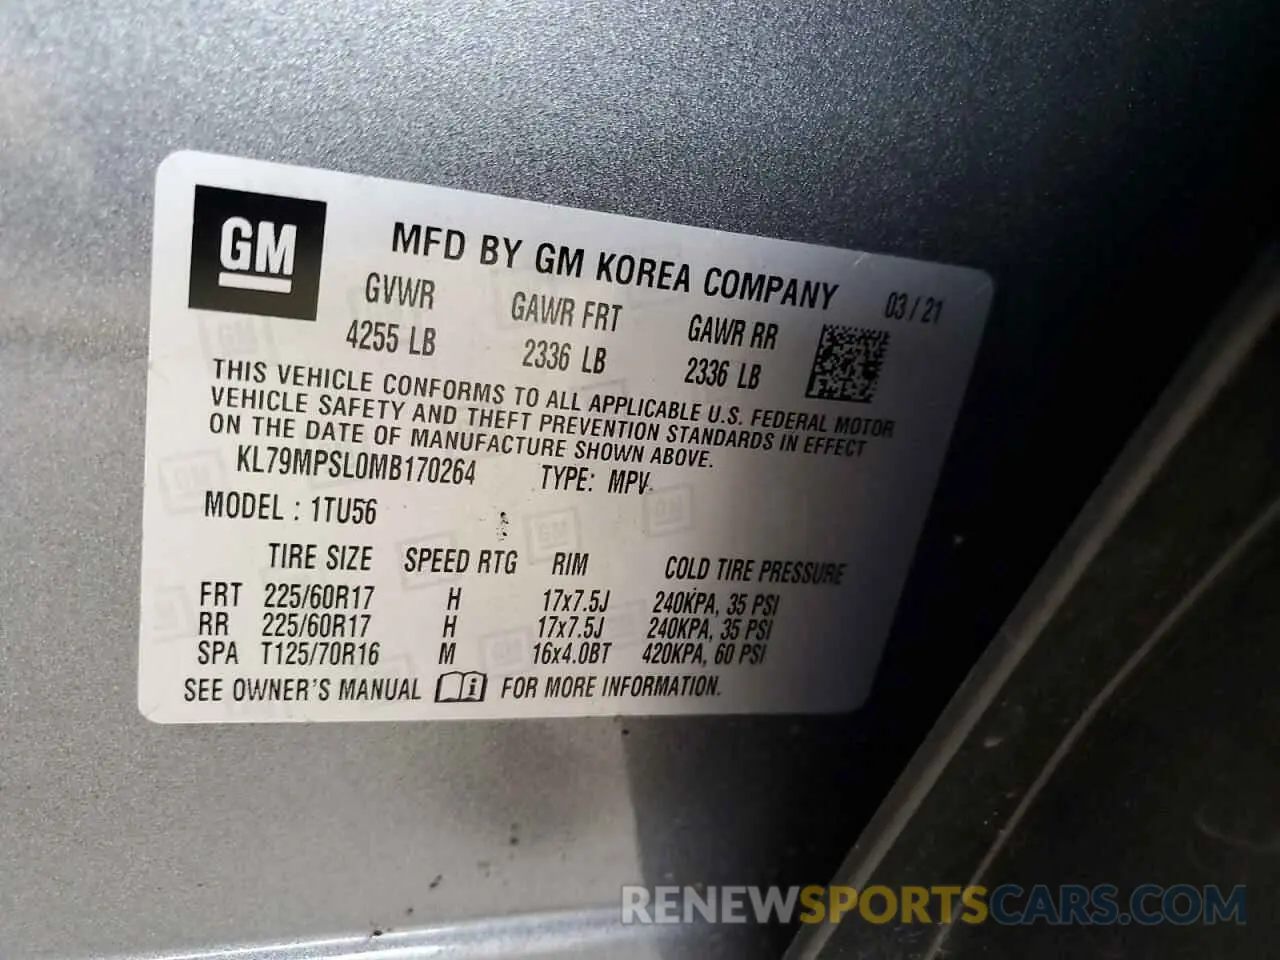 GM
MFD BY GM KOREA COMPANY 03 / 21
GVWR GAWR FRT GAWR RR
4255 LB 2336 LB 2336 LB
THIS VEHICLE CONFORMS TO ALL APPLICABLE U.S. FEDERAL MOTOR
VEHICLE SAFETY AND THEFT PREVENTION STANDARDS IN EFFECT
ON THE DATE OF MANUFACTURE SHOWN ABOVE.
KL79MPSL0MB170264 TYPE: MPV
MODEL : 1TU56
TIRE SIZE SPEED RTG RIM COLD TIRE PRESSURE
FRT 225/60R17 H 17x7.5J 240KPA, 35 PSI
RR 225/60R17 H 17x7.5J 240KPA, 35 PSI
SPA T125/70R16 M 16x4.0BT 420KPA, 60 PSI
SEE OWNER'S MANUAL i FOR MORE INFORMATION.
RENEWSPORTSCARS.COM